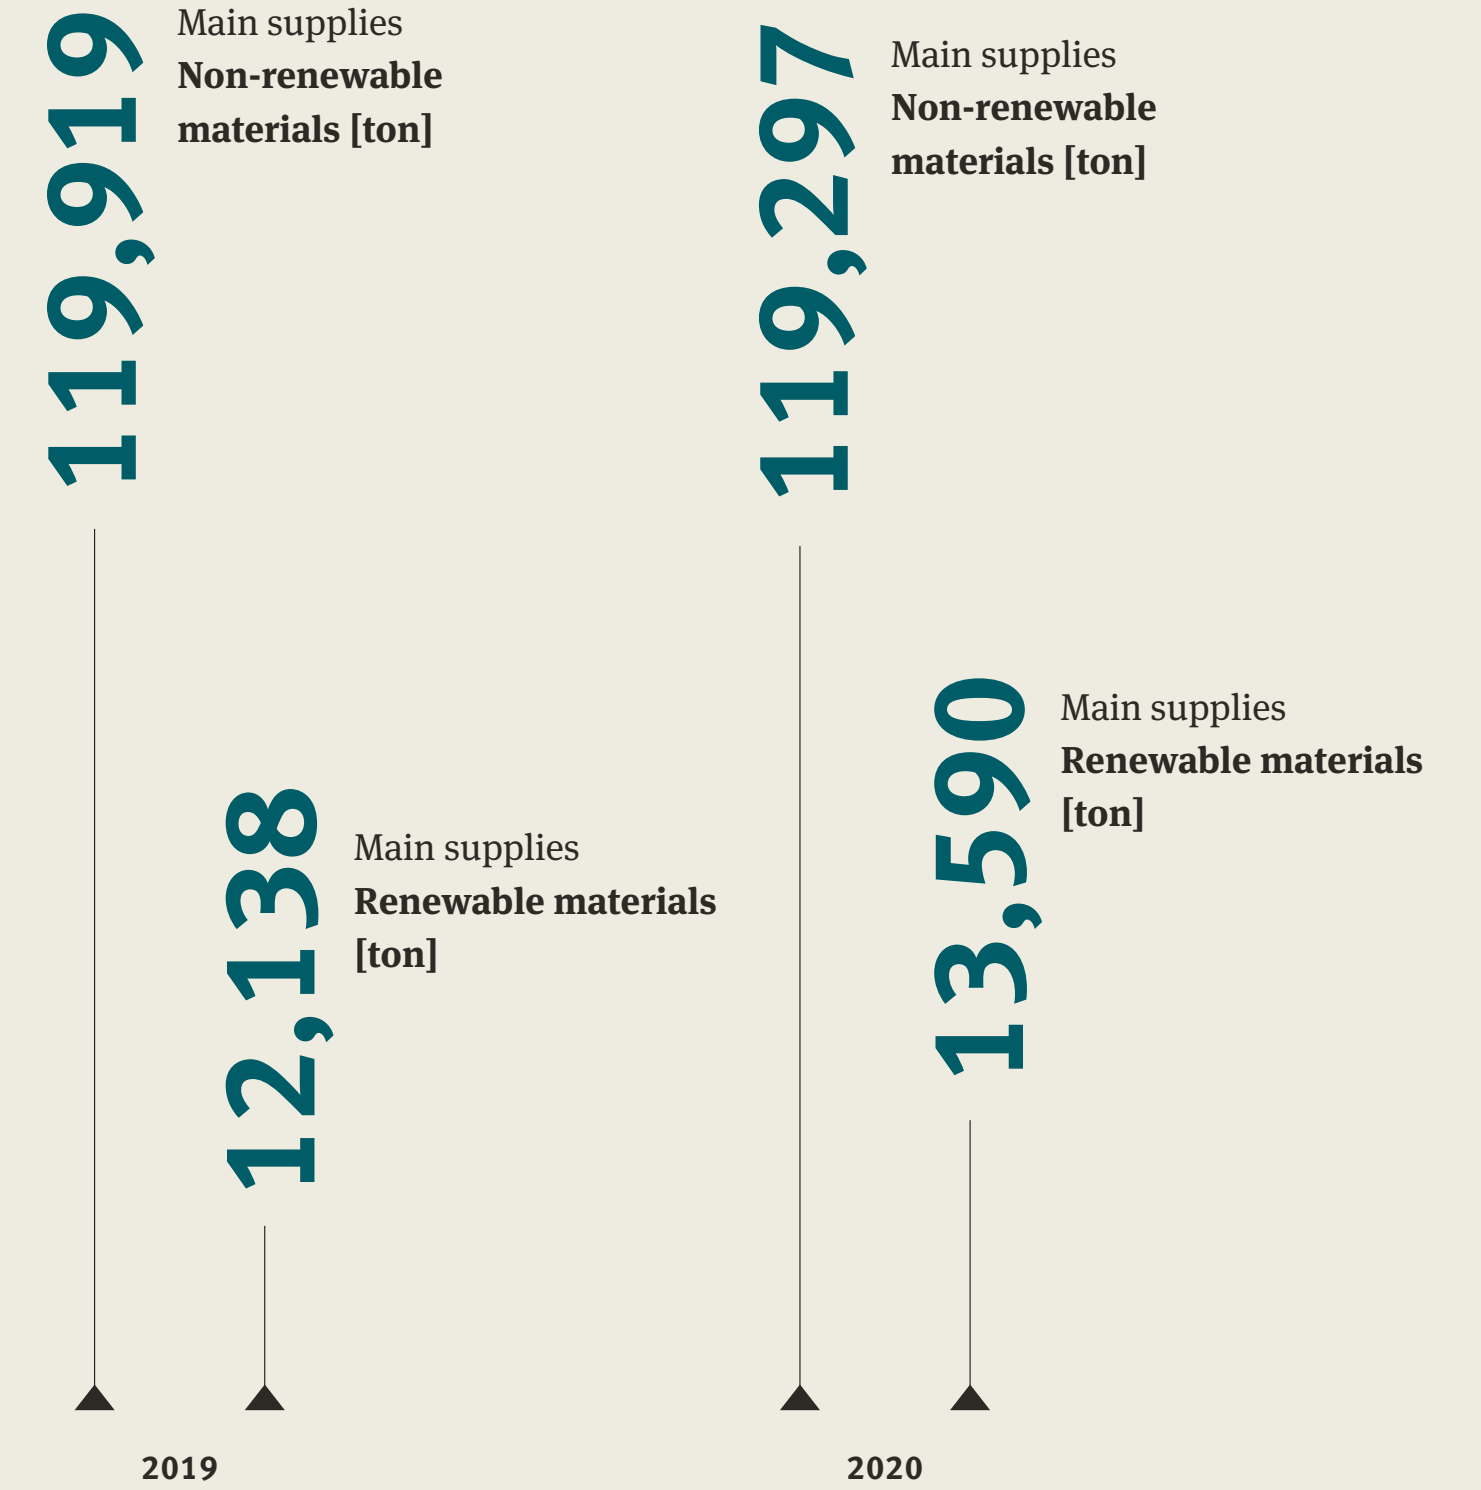 119,919
Main supplies
Non-renewable
materials [ton]
12,138
Main supplies
Renewable materials
[ton]
2019
119,297
Main supplies
Non-renewable
materials [ton]
13,590
Main supplies
Renewable materials
[ton]
2020